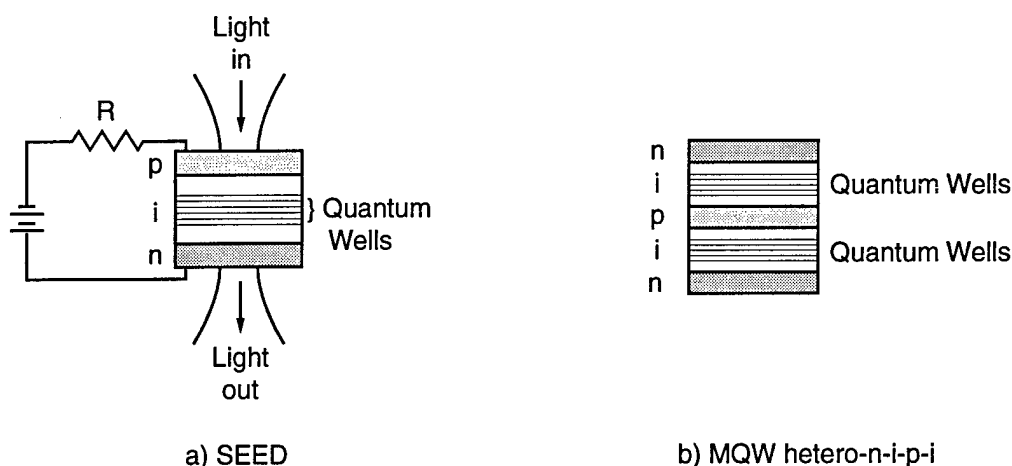 Light
in
R
p
i
n
} Quantum
Wells
Light
out
a) SEED
n
i
Quantum Wells
p
i
Quantum Wells
n
b) MQW hetero-n-i-p-i